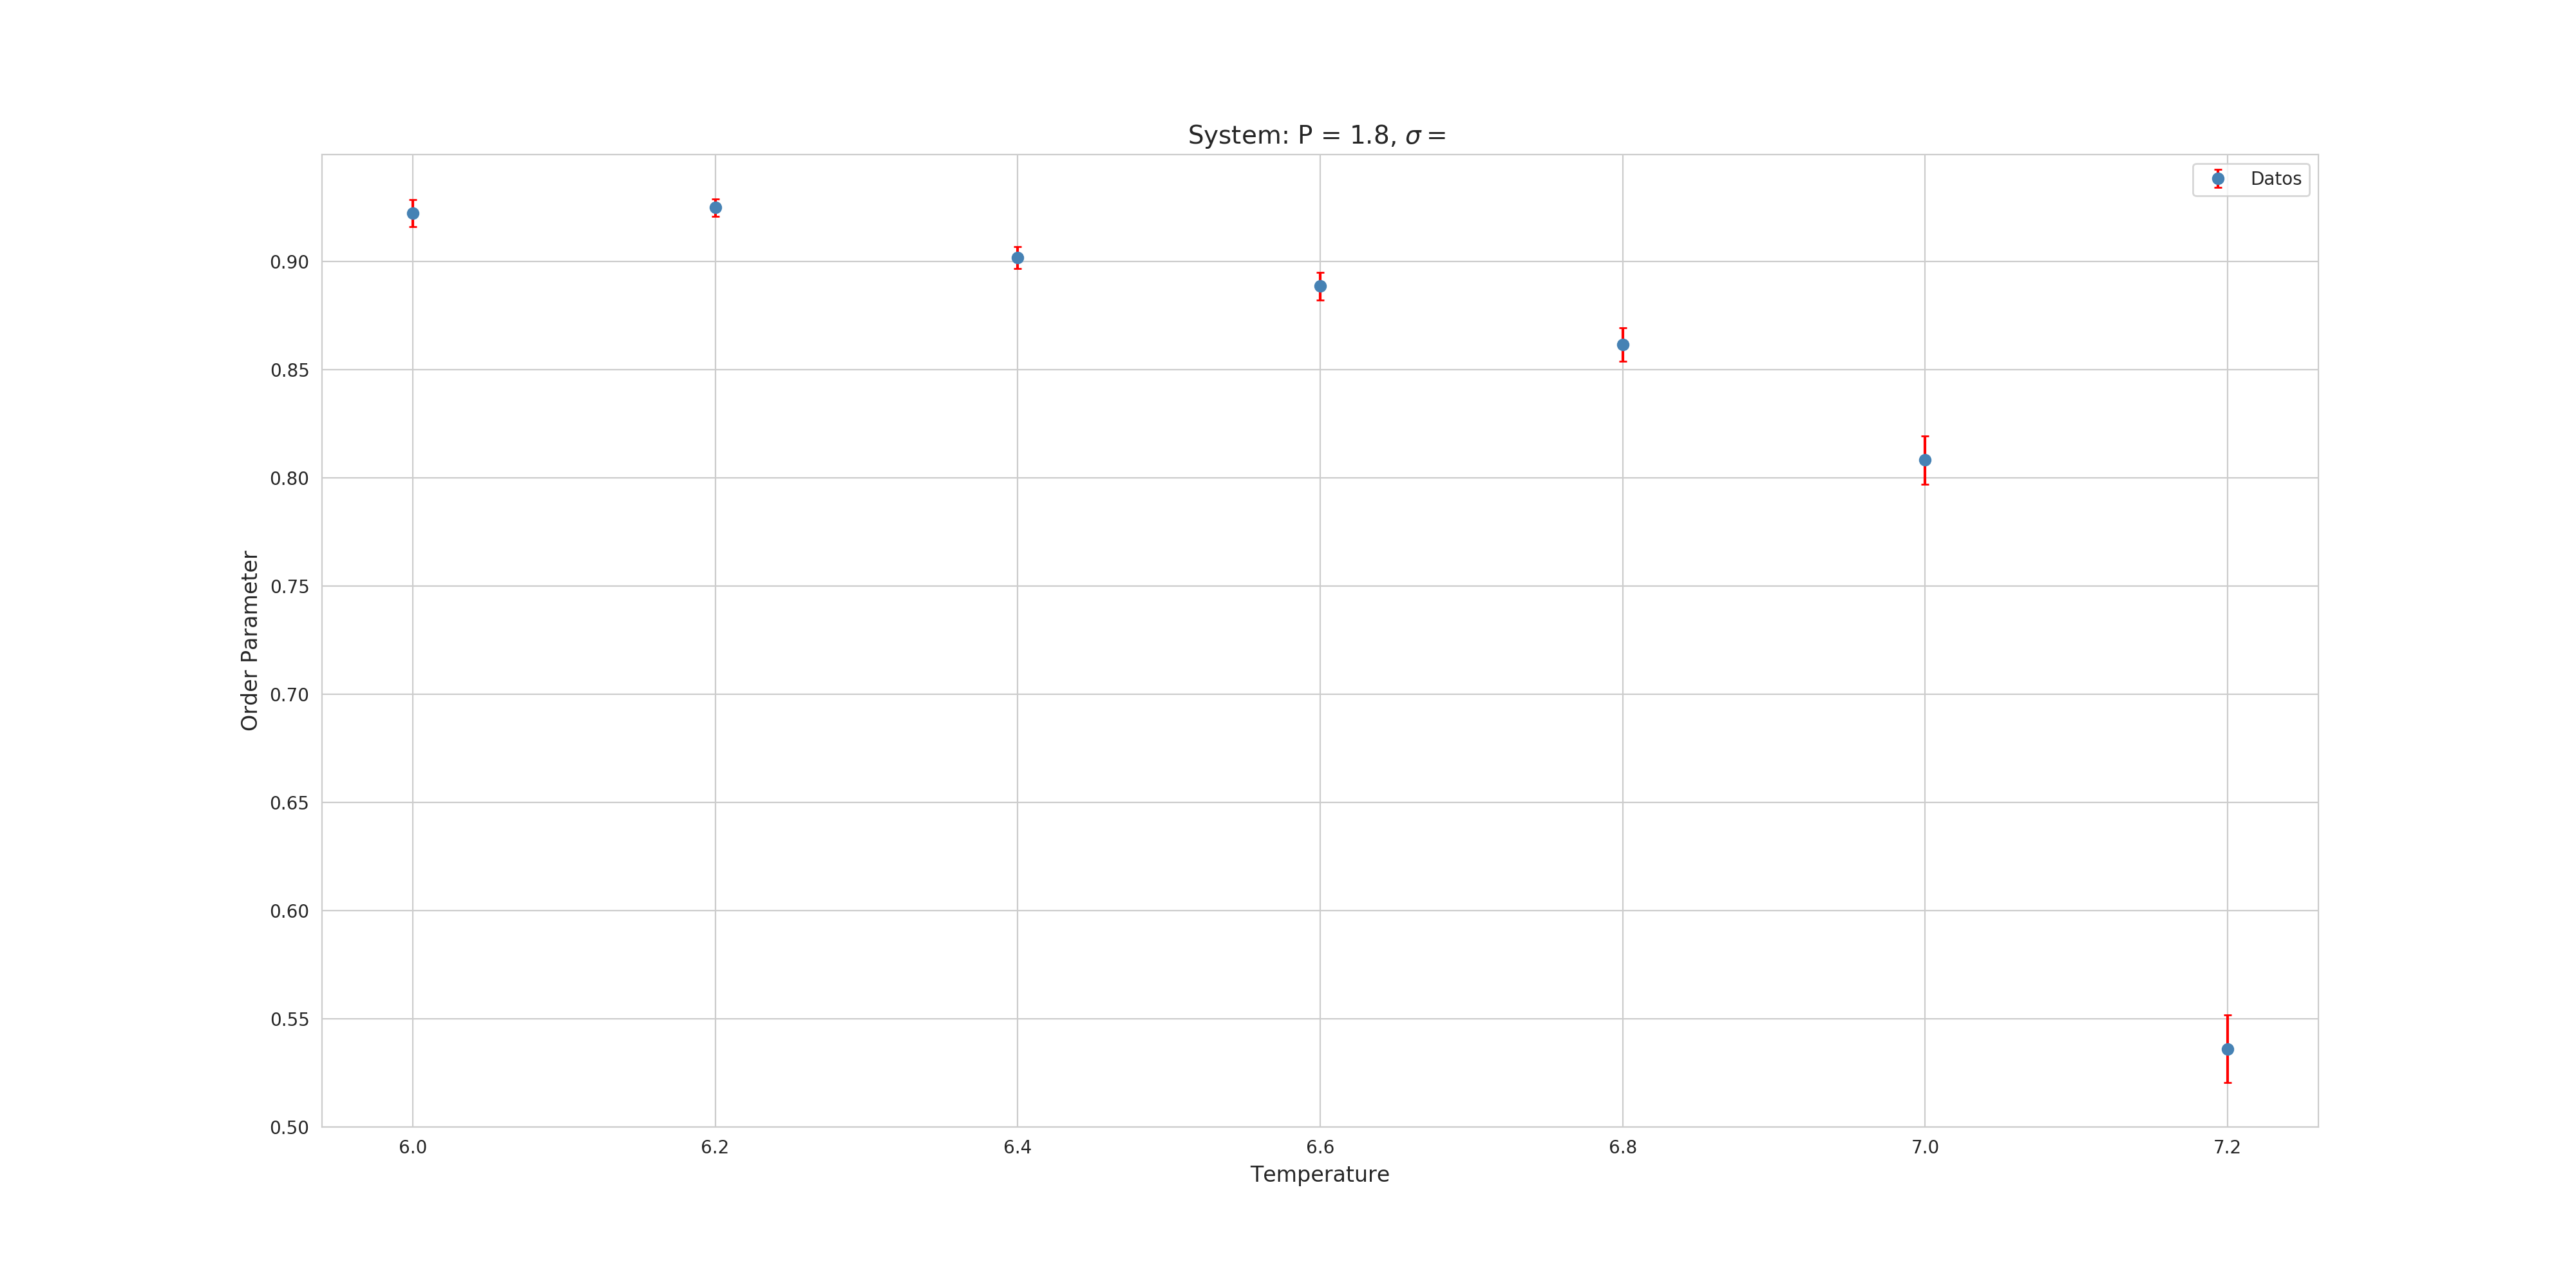 System: P = 1.8, σ =
Datos
0.90
0.85
0.80
0.75
0.70
0.65
0.60
0.55
0.50
Order Parameter
6.0 6.2 6.4 6.6 6.8 7.0 7.2
Temperature